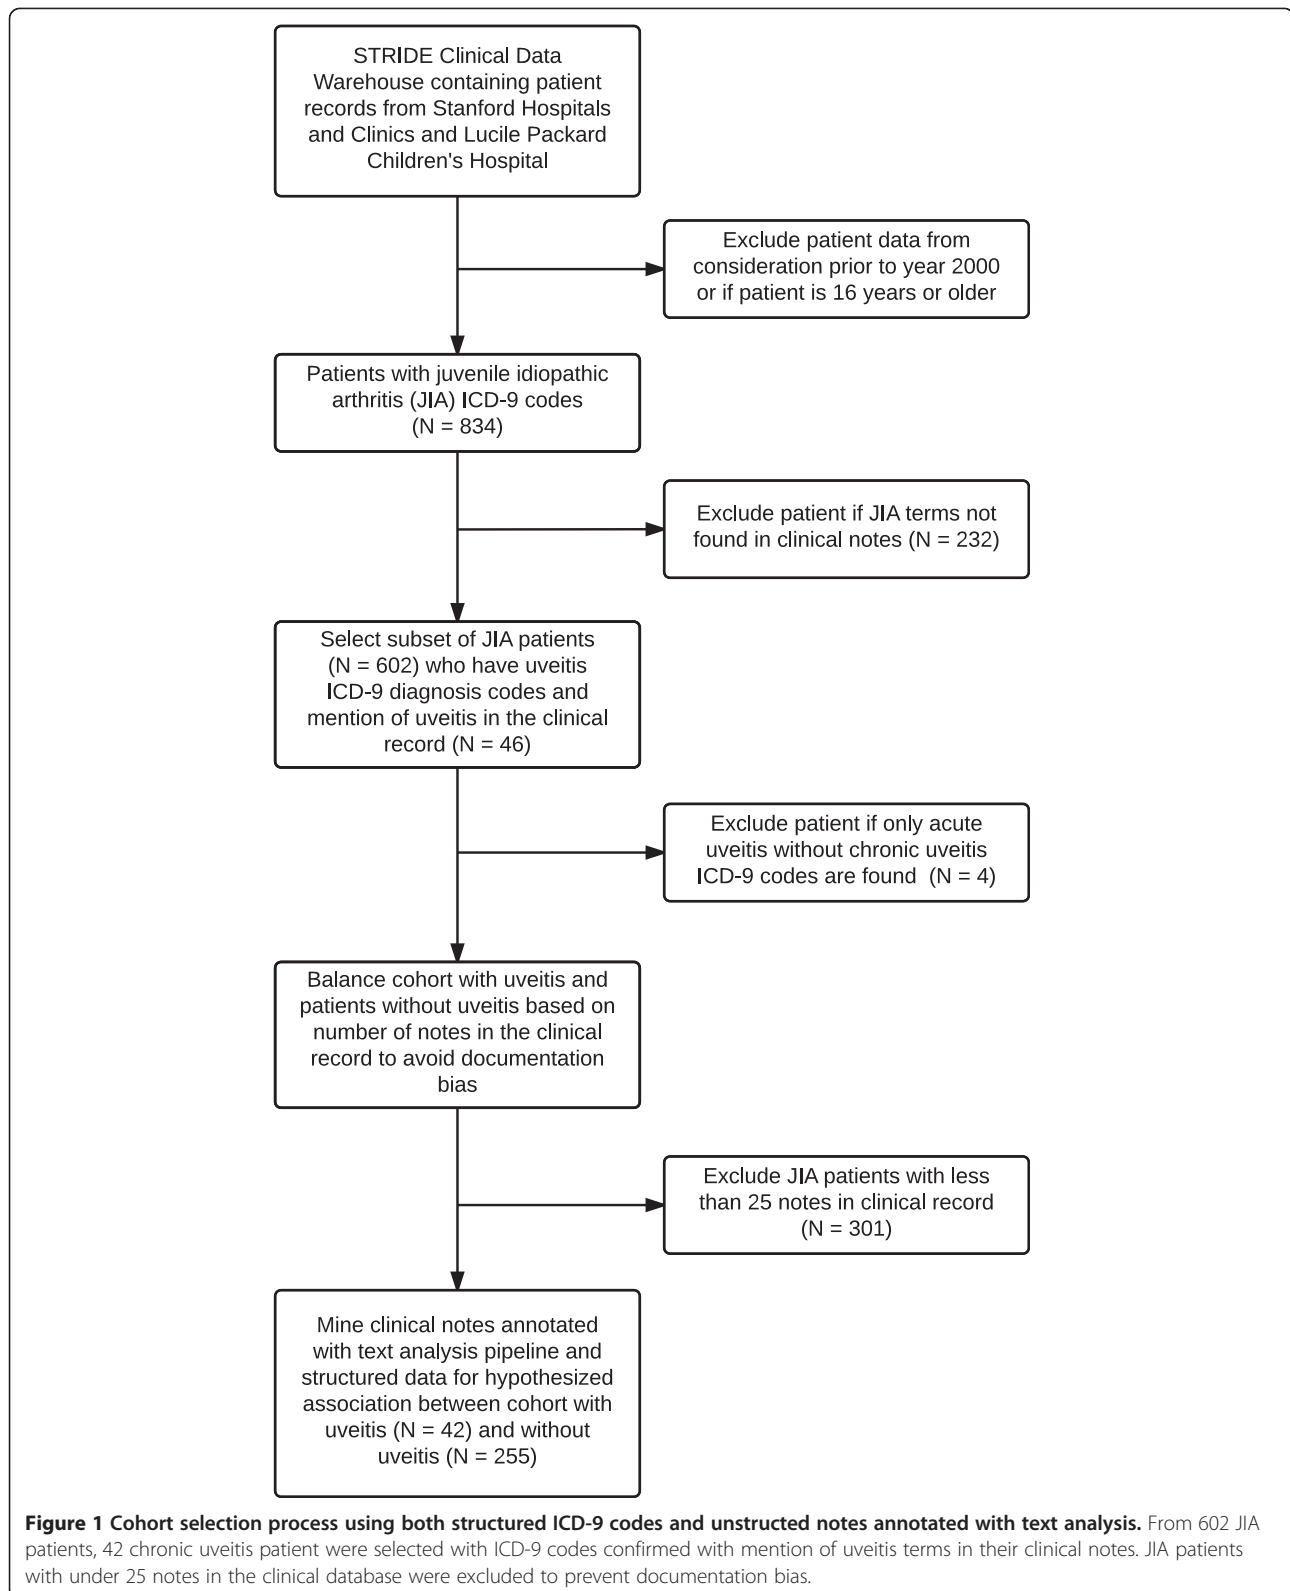 STRIDE Clinical Data
Warehouse containing patient
records from Stanford Hospitals
and Clinics and Lucile Packard
Children's Hospital
Exclude patient data from
consideration prior to year 2000
or if patient is 16 years or older
Patients with juvenile idiopathic
arthritis (JIA) ICD-9 codes
(N = 834)
Exclude patient if JIA terms not
found in clinical notes (N = 232)
Select subset of JIA patients
(N = 602) who have uveitis
ICD-9 diagnosis codes and
mention of uveitis in the clinical
record (N = 46)
Exclude patient if only acute
uveitis without chronic uveitis
ICD-9 codes are found (N = 4)
Balance cohort with uveitis and
patients without uveitis based on
number of notes in the clinical
record to avoid documentation
bias
Exclude JIA patients with less
than 25 notes in clinical record
(N = 301)
Mine clinical notes annotated
with text analysis pipeline and
structured data for hypothesized
association between cohort with
uveitis (N = 42) and without
uveitis (N = 255)
Figure 1 Cohort selection process using both structured ICD-9 codes and unstructed notes annotated with text analysis. From 602 JIA
patients, 42 chronic uveitis patient were selected with ICD-9 codes confirmed with mention of uveitis terms in their clinical notes. JIA patients
with under 25 notes in the clinical database were excluded to prevent documentation bias.